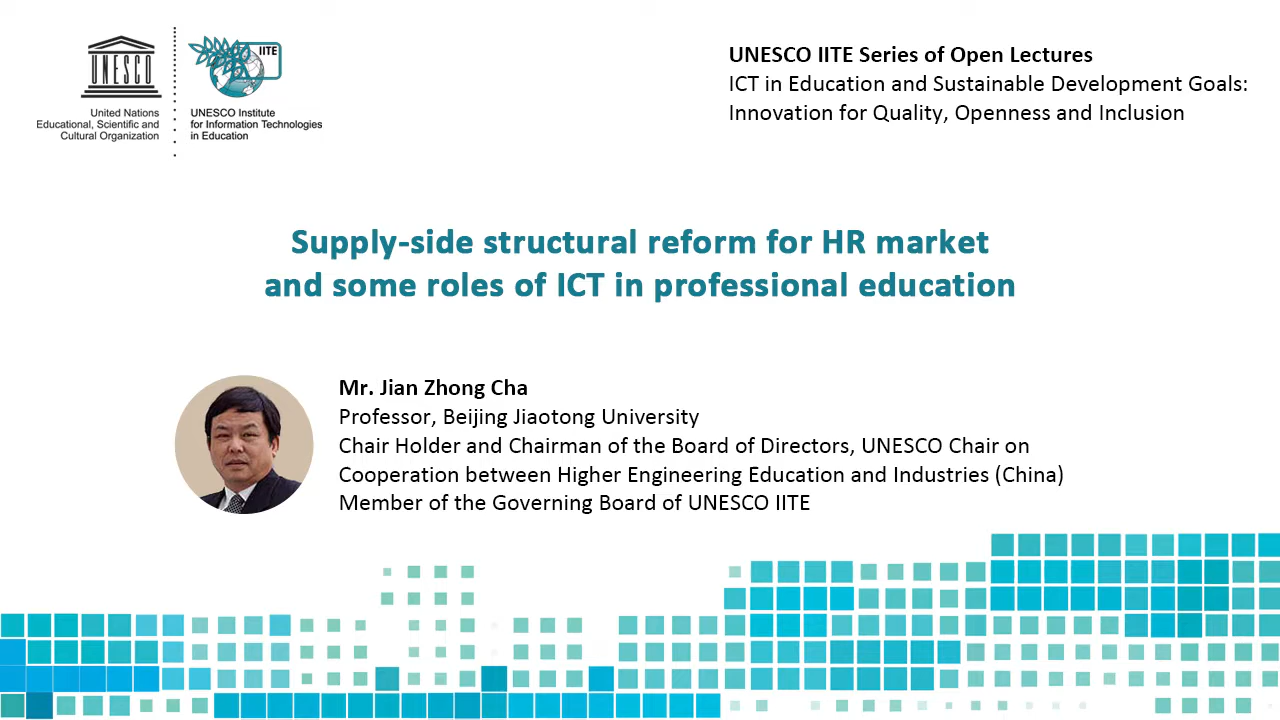 UNESCO
United Nations
Educational, Scientific and
Cultural Organization
IITE
UNESCO Institute
for Information Technologies
in Education
UNESCO IITE Series of Open Lectures
ICT in Education and Sustainable Development Goals:
Innovation for Quality, Openness and Inclusion
Supply-side structural reform for HR market
and some roles of ICT in professional education
Mr. Jian Zhong Cha
Professor, Beijing Jiaotong University
Chair Holder and Chairman of the Board of Directors, UNESCO Chair on
Cooperation between Higher Engineering Education and Industries (China)
Member of the Governing Board of UNESCO IITE